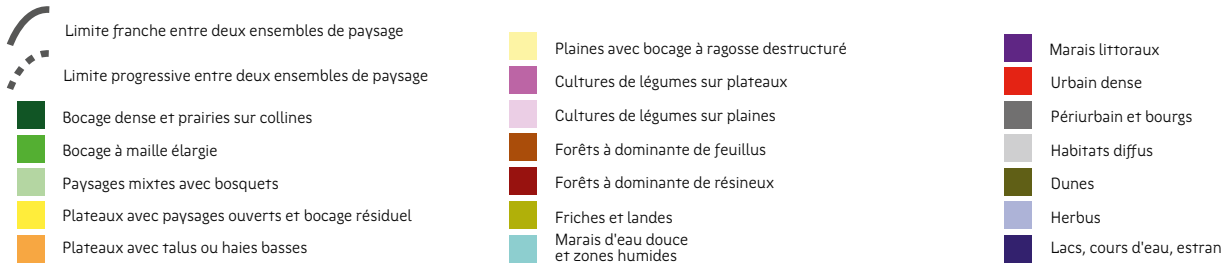 Limite franche entre deux ensembles de paysage
Limite progressive entre deux ensembles de paysage
Bocage dense et prairies sur collines
Bocage à maille élargie
Paysages mixtes avec bosquets
Plateaux avec paysages ouverts et bocage résiduel
Plateaux avec talus ou haies basses
Plaines avec bocage à ragosse destructuré
Cultures de légumes sur plateaux
Cultures de légumes sur plaines
Forêts à dominante de feuillus
Forêts à dominante de résineux
Friches et landes
Marais d'eau douce
et zones humides
Marais littoraux
Urbain dense
Périurbain et bourgs
Habitats diffus
Dunes
Herbus
Lacs, cours d'eau, estran